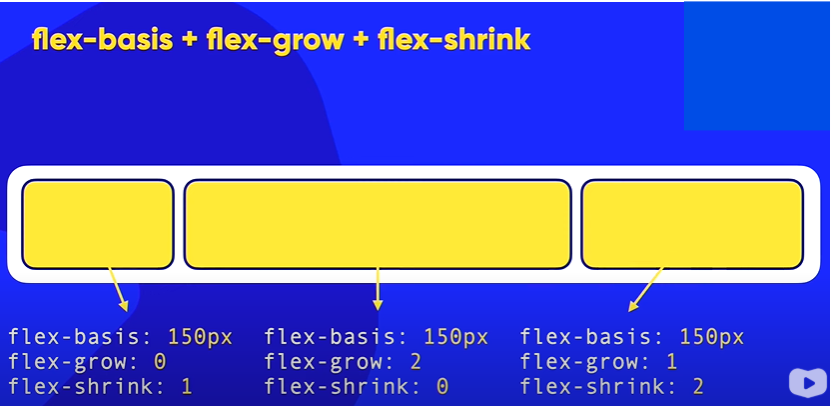 flex-basis + flex-grow + flex-shrink
flex-basis: 150px
flex-grow: 0
flex-shrink: 1
flex-basis: 150px
flex-grow: 2
flex-shrink: 0
flex-basis: 150px
flex-grow: 1
flex-shrink: 2